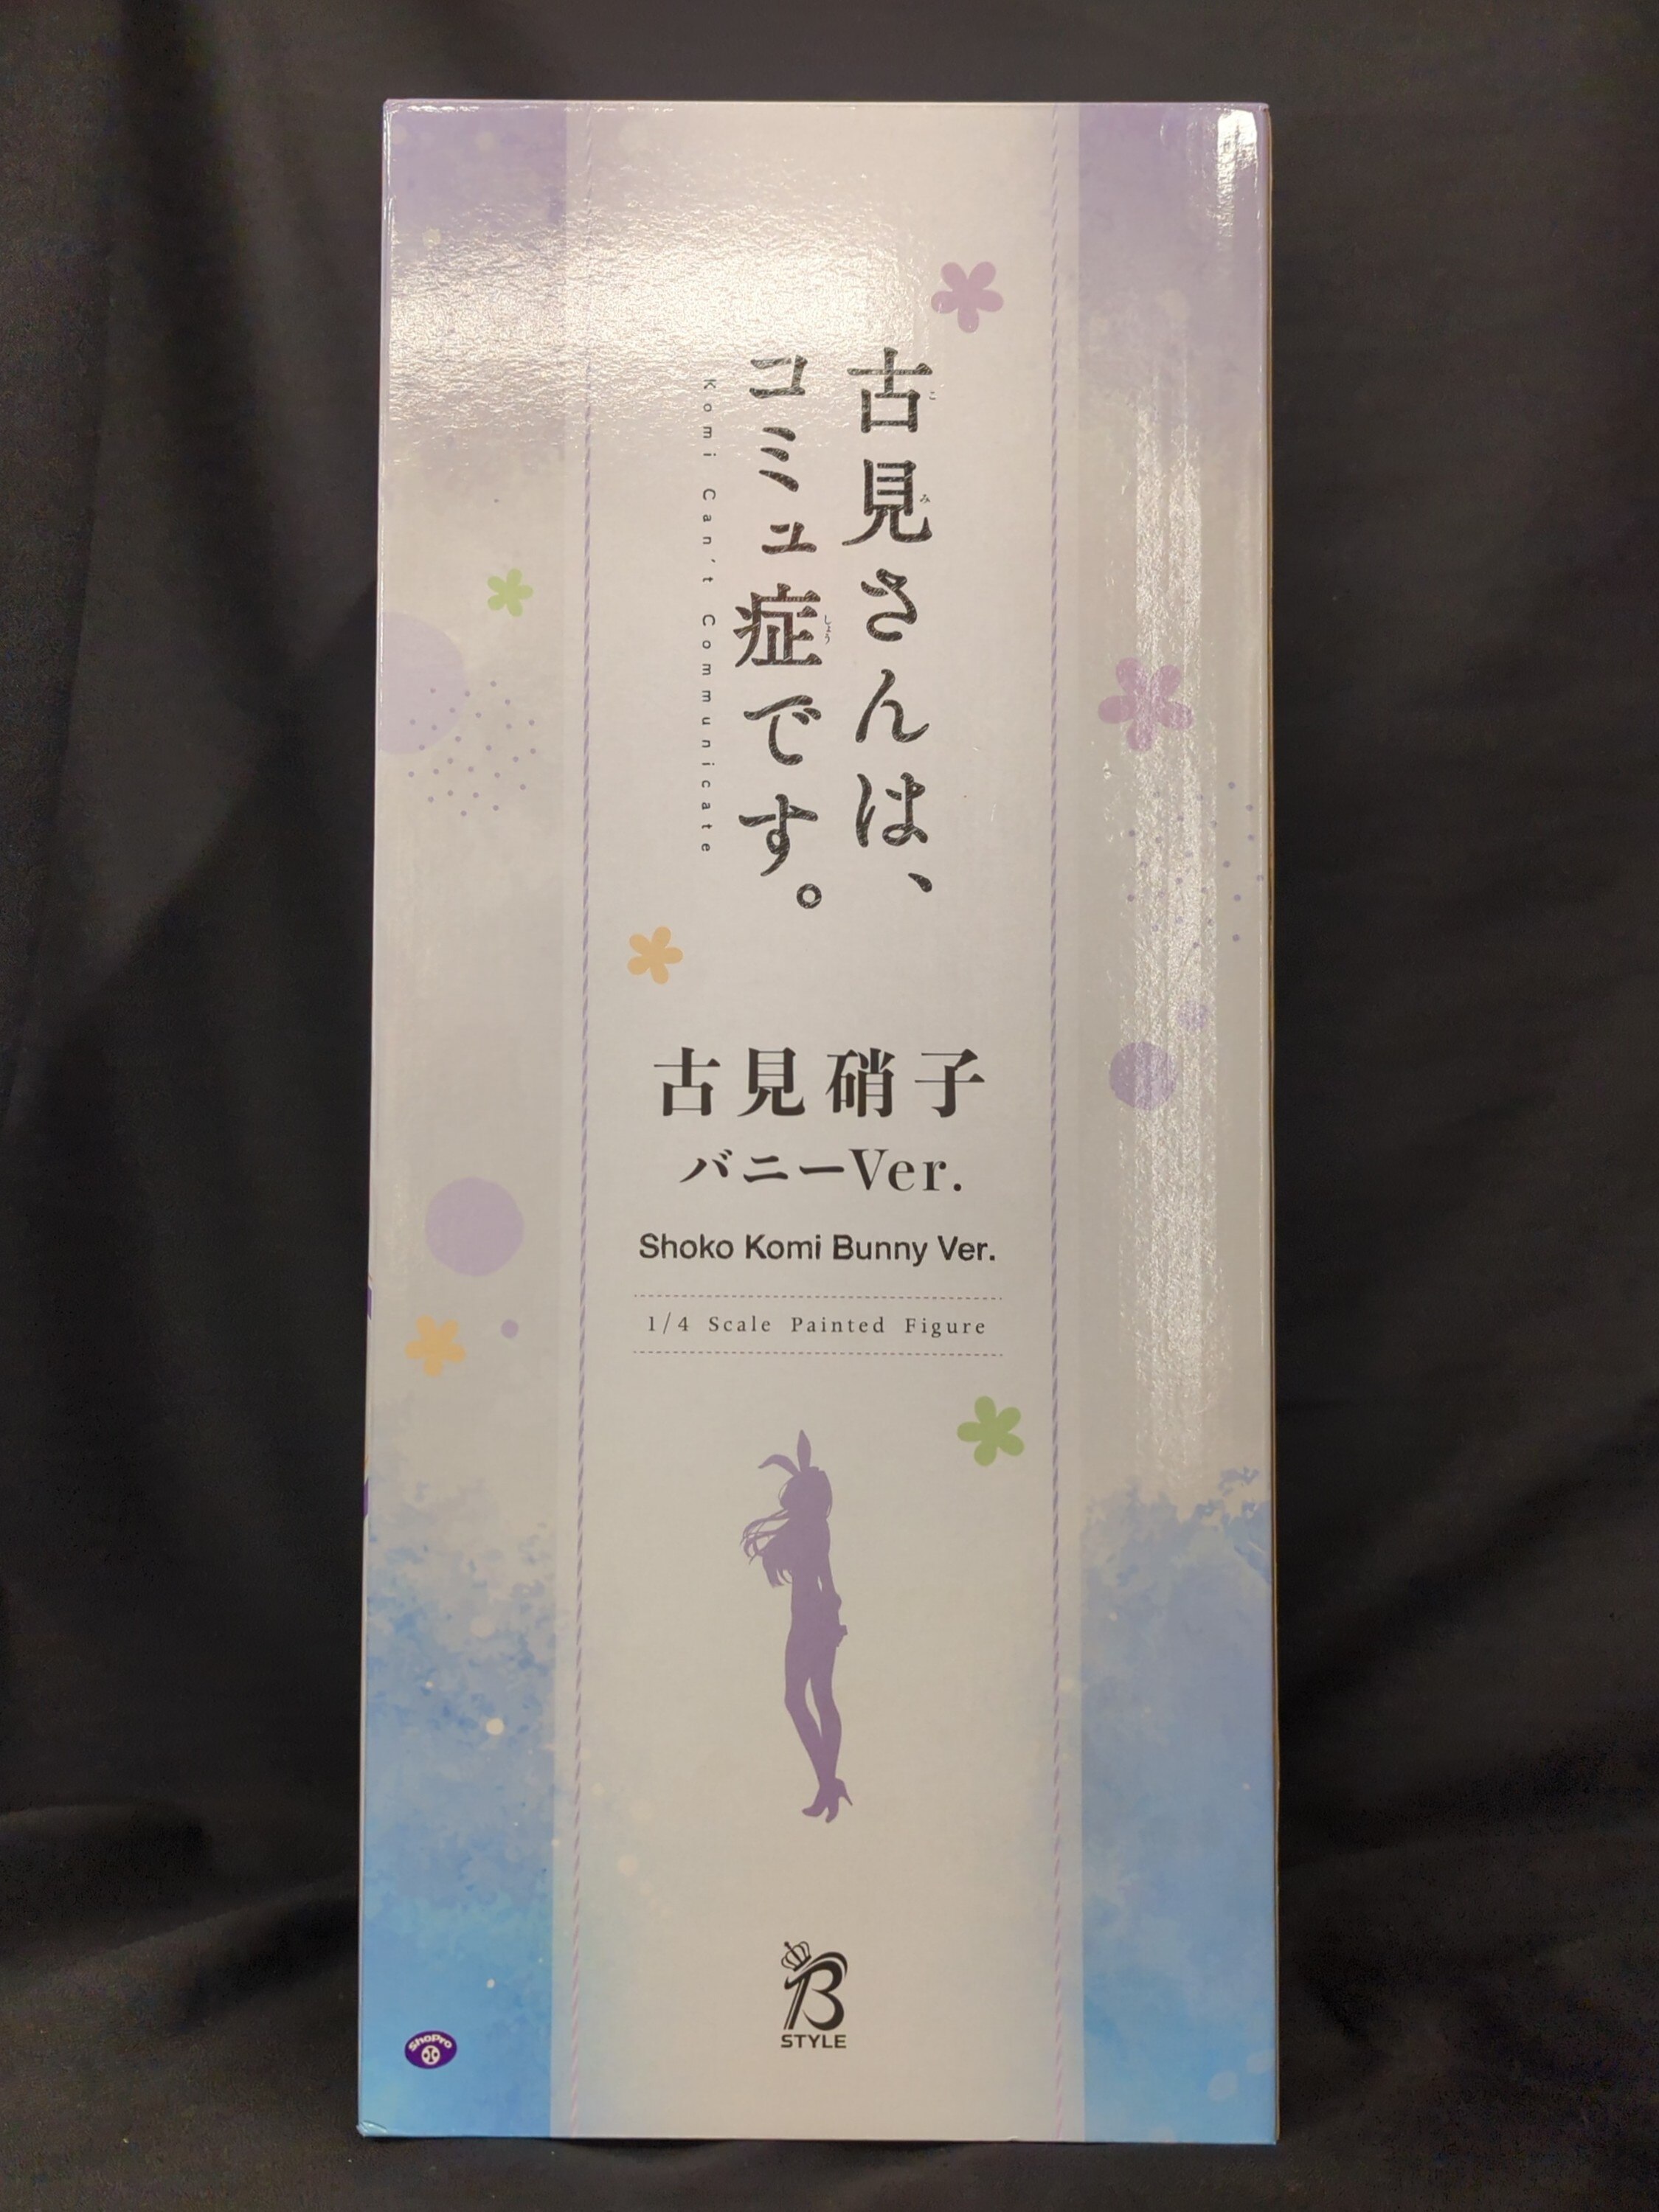 古見さんは、
コミュ症です。
Komi Can't Communicate
古見硝子
バニーVer.
Shoko Komi Bunny Ver.
1/4 Scale Painted Figure
B
STYLE
ShoPro